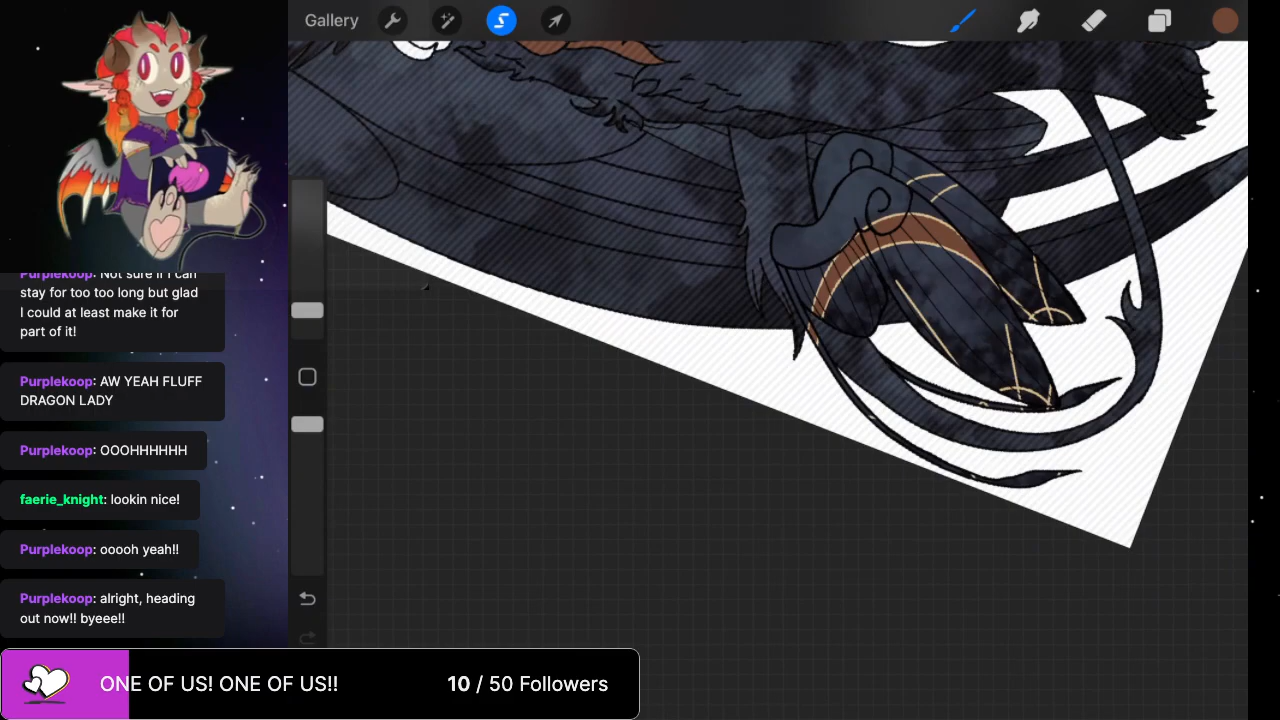 Gallery
Purplekoop: Not sure if I can
stay for too too long but glad
I could at least make it for
part of it!
Purplekoop: AW YEAH FLUFF
DRAGON LADY
Purplekoop: OOOHHHHHH
faerie_knight: lookin nice!
Purplekoop: ooooh yeah!!
Purplekoop: alright, heading
out now!! byeee!!
ONE OF US! ONE OF US!!
10 / 50 Followers